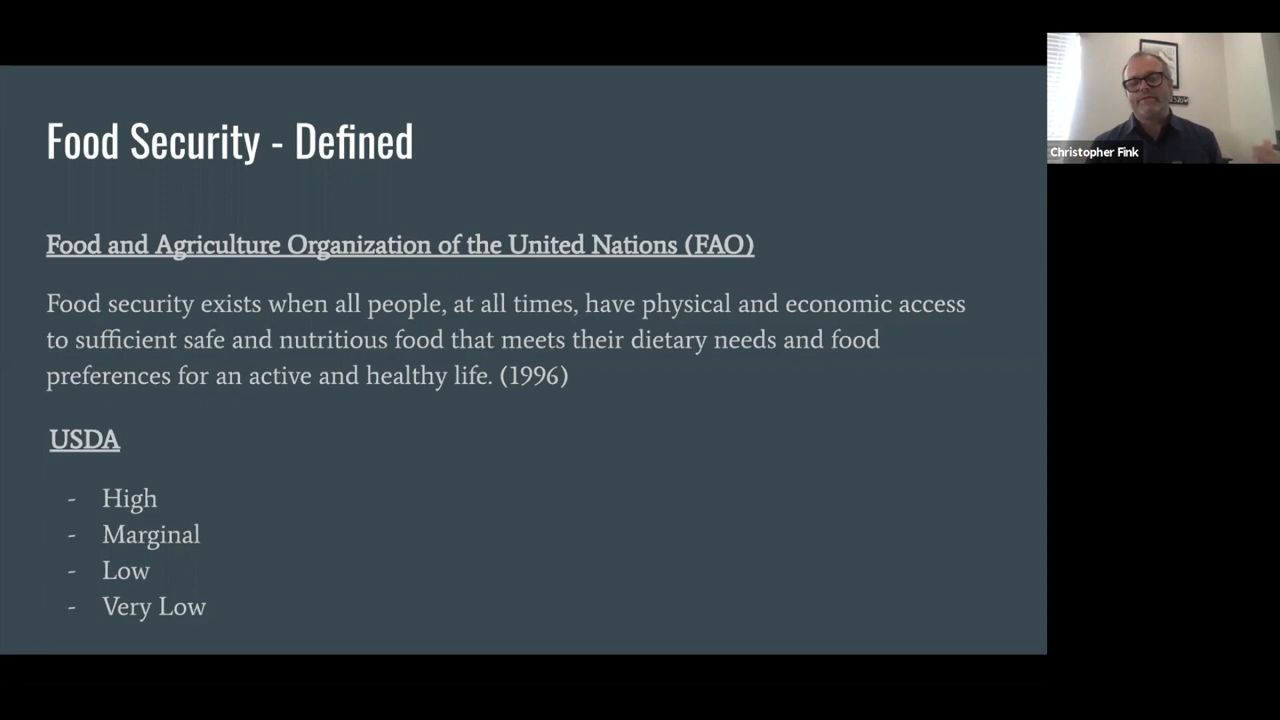 Food Security - Defined
Food and Agriculture Organization of the United Nations (FAO)
Food security exists when all people, at all times, have physical and economic access
to sufficient safe and nutritious food that meets their dietary needs and food
preferences for an active and healthy life. (1996)
USDA
- High
- Marginal
- Low
- Very Low
Christopher Fink